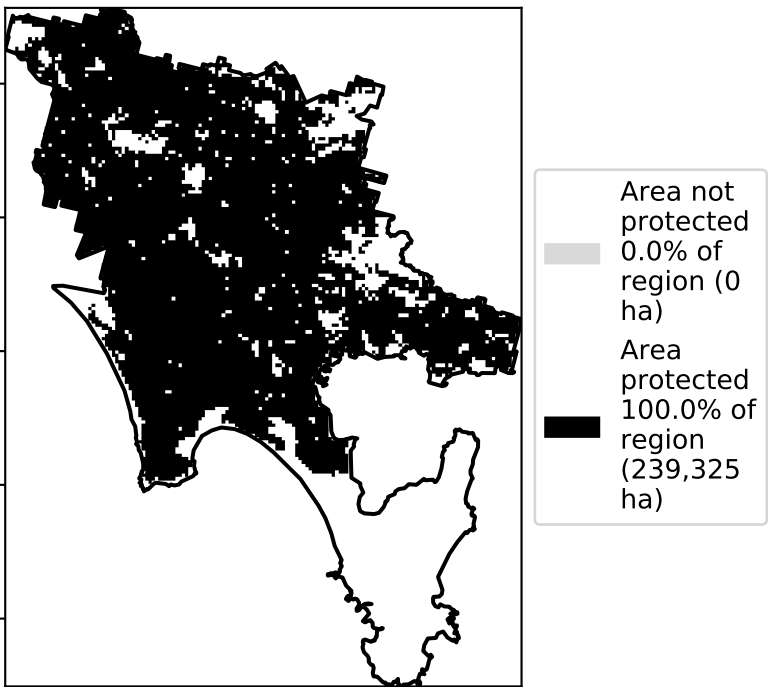 Area not
protected
0.0% of
region (0
ha)
Area
protected
100.0% of
region
(239,325
ha)